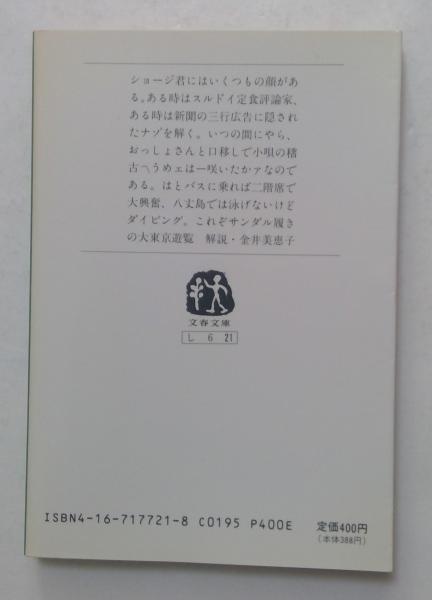 ショージ君にはいくつもの顔があ
る。ある時はスルドイ定食評論家、
ある時は新聞の三行広告に隠され
たナゾを解く。いつの間にやら、
おっしょさんと口移しで小唄の稽
古〽うめェは一咲いたかァなので
ある。はとバスに乗れば二階席で
大興奮、八丈島では泳げないけど
ダイビング。これぞサンダル履き
の大東京遊覧　解説・金井美恵子
文春文庫
し 6 21
ISBN4-16-717721-8 C0195 P400E
定価400円
(本体388円)